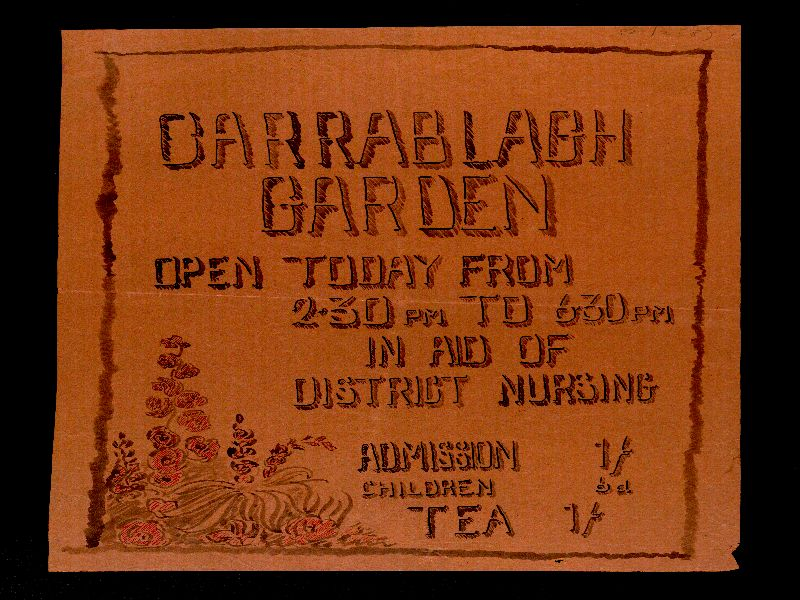 CARRABLAGH
GARDEN
OPEN TODAY FROM
2·30 PM TO 6·30 PM
IN AID OF
DISTRICT NURSING
ADMISSION 1/-
CHILDREN 6d
TEA 1/-